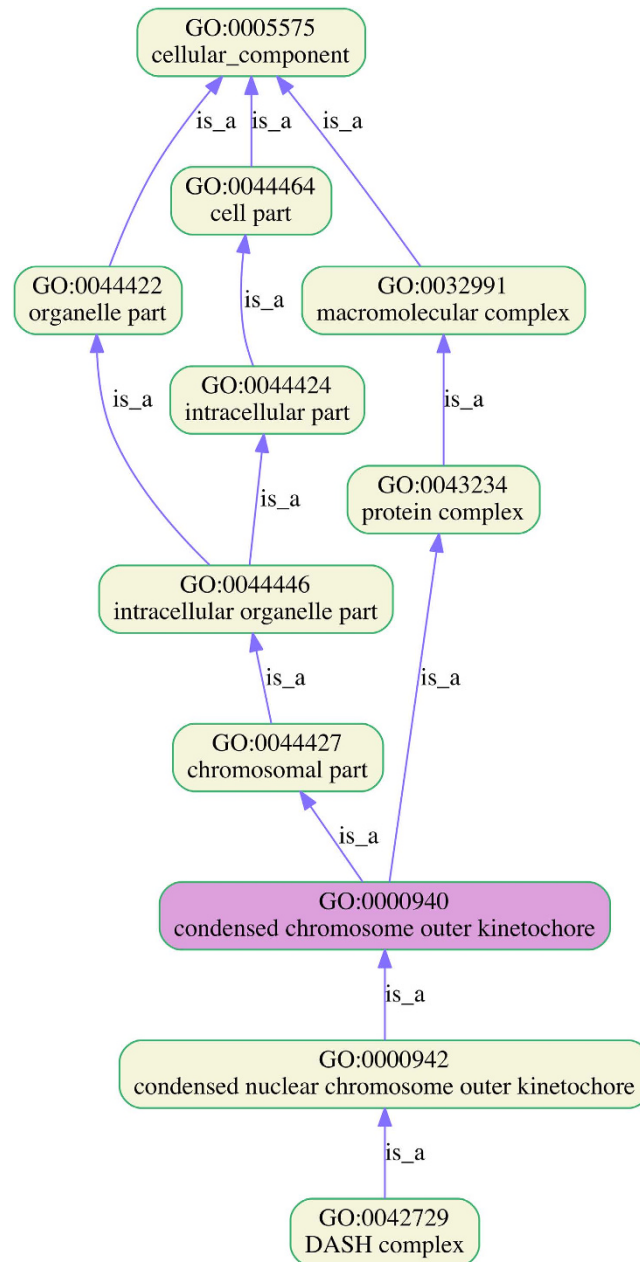 GO:0005575
cellular_component
is_a
is_a
is_a
GO:0044464
cell part
GO:0044422
organelle part
GO:0032991
macromolecular complex
is_a
is_a
GO:0044424
intracellular part
is_a
is_a
GO:0043234
protein complex
GO:0044446
intracellular organelle part
is_a
is_a
GO:0044427
chromosomal part
is_a
GO:0000940
condensed chromosome outer kinetochore
is_a
GO:0000942
condensed nuclear chromosome outer kinetochore
is_a
GO:0042729
DASH complex